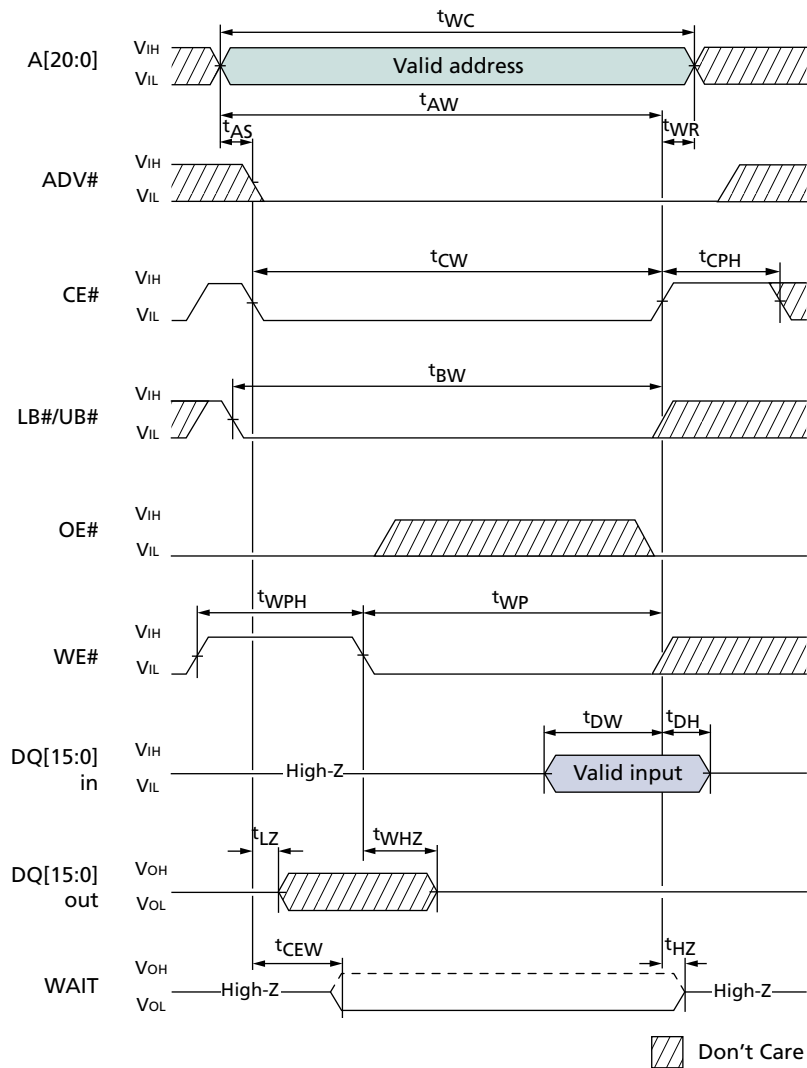 tWC
A[20:0] VIH Valid address
VIL
tAW
tAS tWR
ADV# VIH
VIL
tCW tCPH
CE# VIH
VIL
tBW
LB#/UB# VIH
VIL
OE# VIH
VIL
tWPH tWP
WE# VIH
VIL
tDW tDH
DQ[15:0] VIH High-Z Valid input
in VIL
tLZ tWHZ
DQ[15:0] VOH
out VOL
tCEW tHZ
WAIT VOH High-Z High-Z
VOL
Don't Care